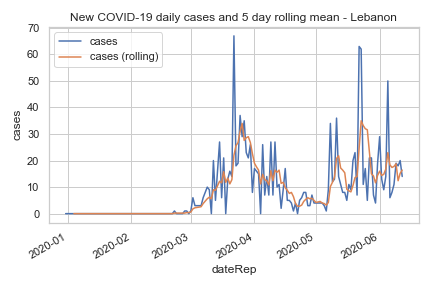 New COVID-19 daily cases and 5 day rolling mean - Lebanon
cases
cases (rolling)
70
60
50
40
30
20
10
0
cases
2020-01
2020-02
2020-03
2020-04
2020-05
2020-06
dateRep